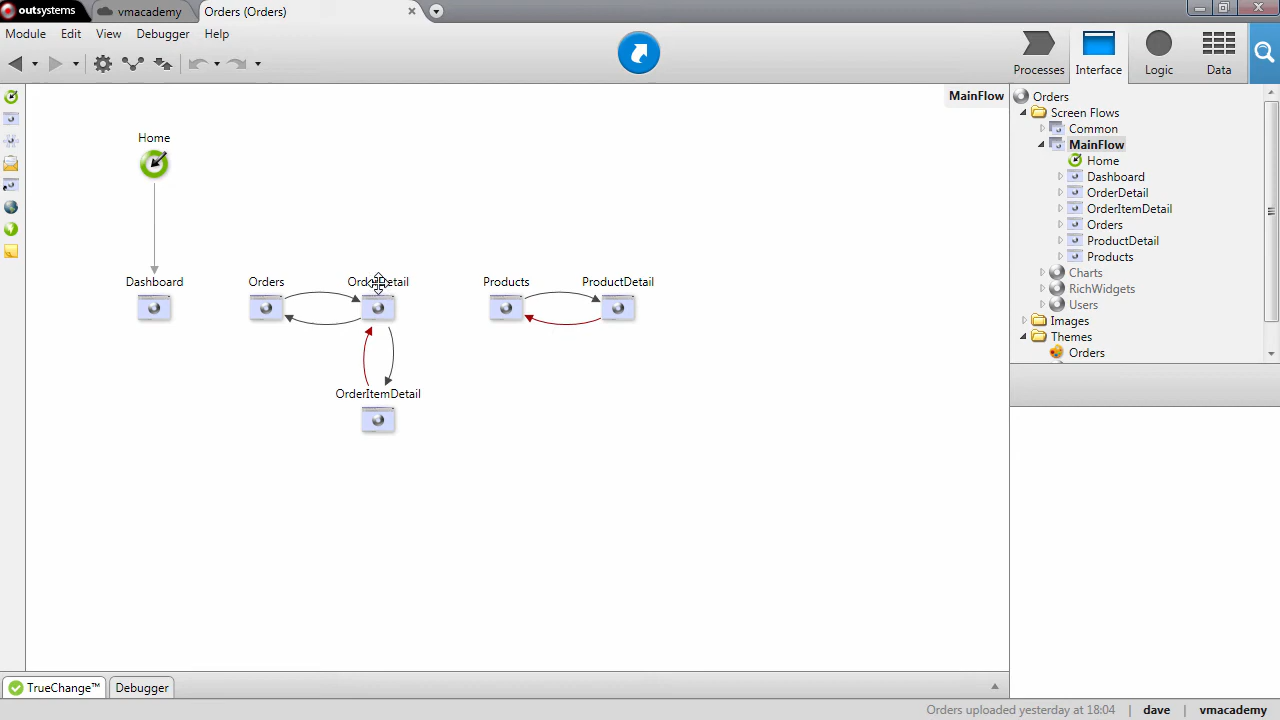 outsystems
vmacademy
Orders (Orders)
Module
Edit
View
Debugger
Help
Processes
Interface
Logic
Data
MainFlow
Home
Dashboard
Orders
OrderDetail
Products
ProductDetail
OrderItemDetail
Orders
Screen Flows
Common
MainFlow
Home
Dashboard
OrderDetail
OrderItemDetail
Orders
ProductDetail
Products
Charts
RichWidgets
Users
Images
Themes
Orders
TrueChange™
Debugger
Orders uploaded yesterday at 18:04
dave
vmacademy